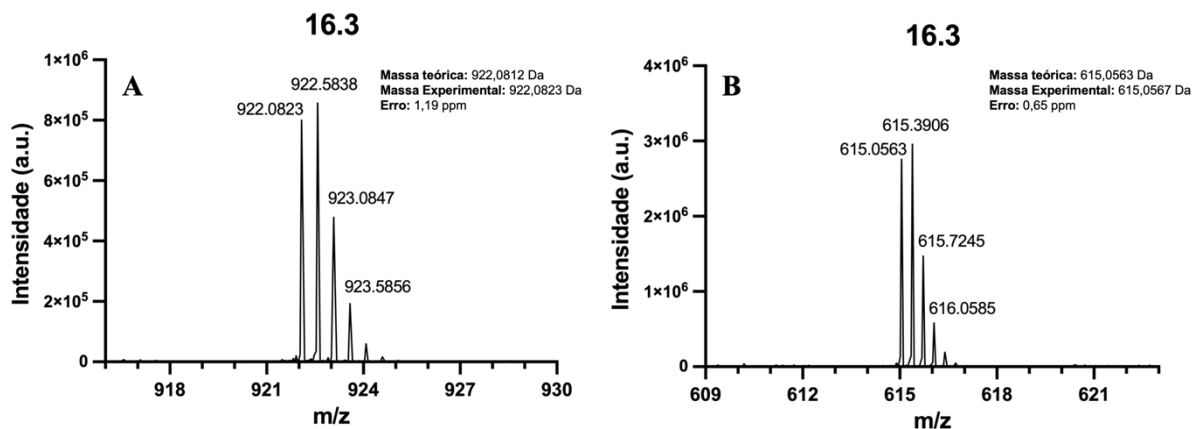 16.3
A
Massa teórica: 922,0812 Da
Massa Experimental: 922,0823 Da
Erro: 1,19 ppm
922.5838
922.0823
923.0847
923.5856
1×10⁶
8×10⁵
6×10⁵
4×10⁵
2×10⁵
0
Intensidade (a.u.)
918
921
924
927
930
m/z
16.3
B
Massa teórica: 615,0563 Da
Massa Experimental: 615,0567 Da
Erro: 0,65 ppm
615.3906
615.0563
615.7245
616.0585
4×10⁶
3×10⁶
2×10⁶
1×10⁶
0
Intensidade (a.u.)
609
612
615
618
621
m/z